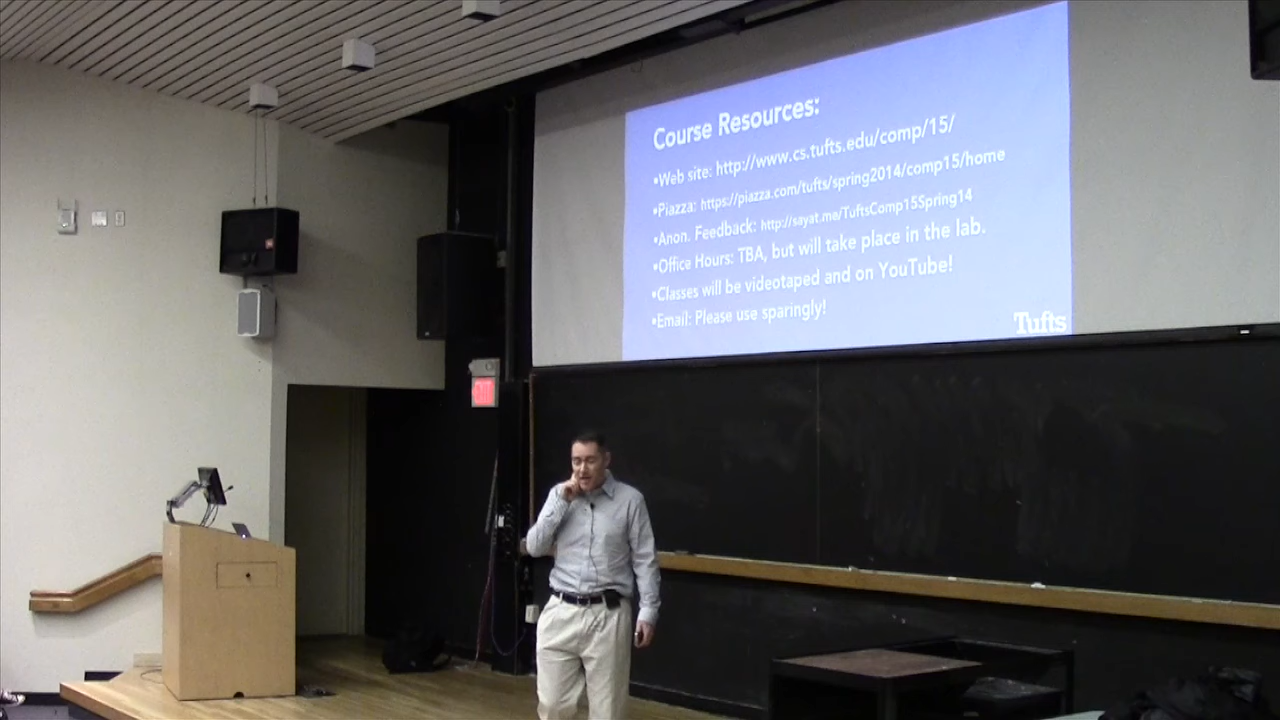 Course Resources:
▪Web site: http://www.cs.tufts.edu/comp/15/
▪Piazza: https://piazza.com/tufts/spring2014/comp15/home
▪Anon. Feedback: http://sayat.me/TuftsComp15Spring14
▪Office Hours: TBA, but will take place in the lab.
▪Classes will be videotaped and on YouTube!
▪Email: Please use sparingly!
Tufts